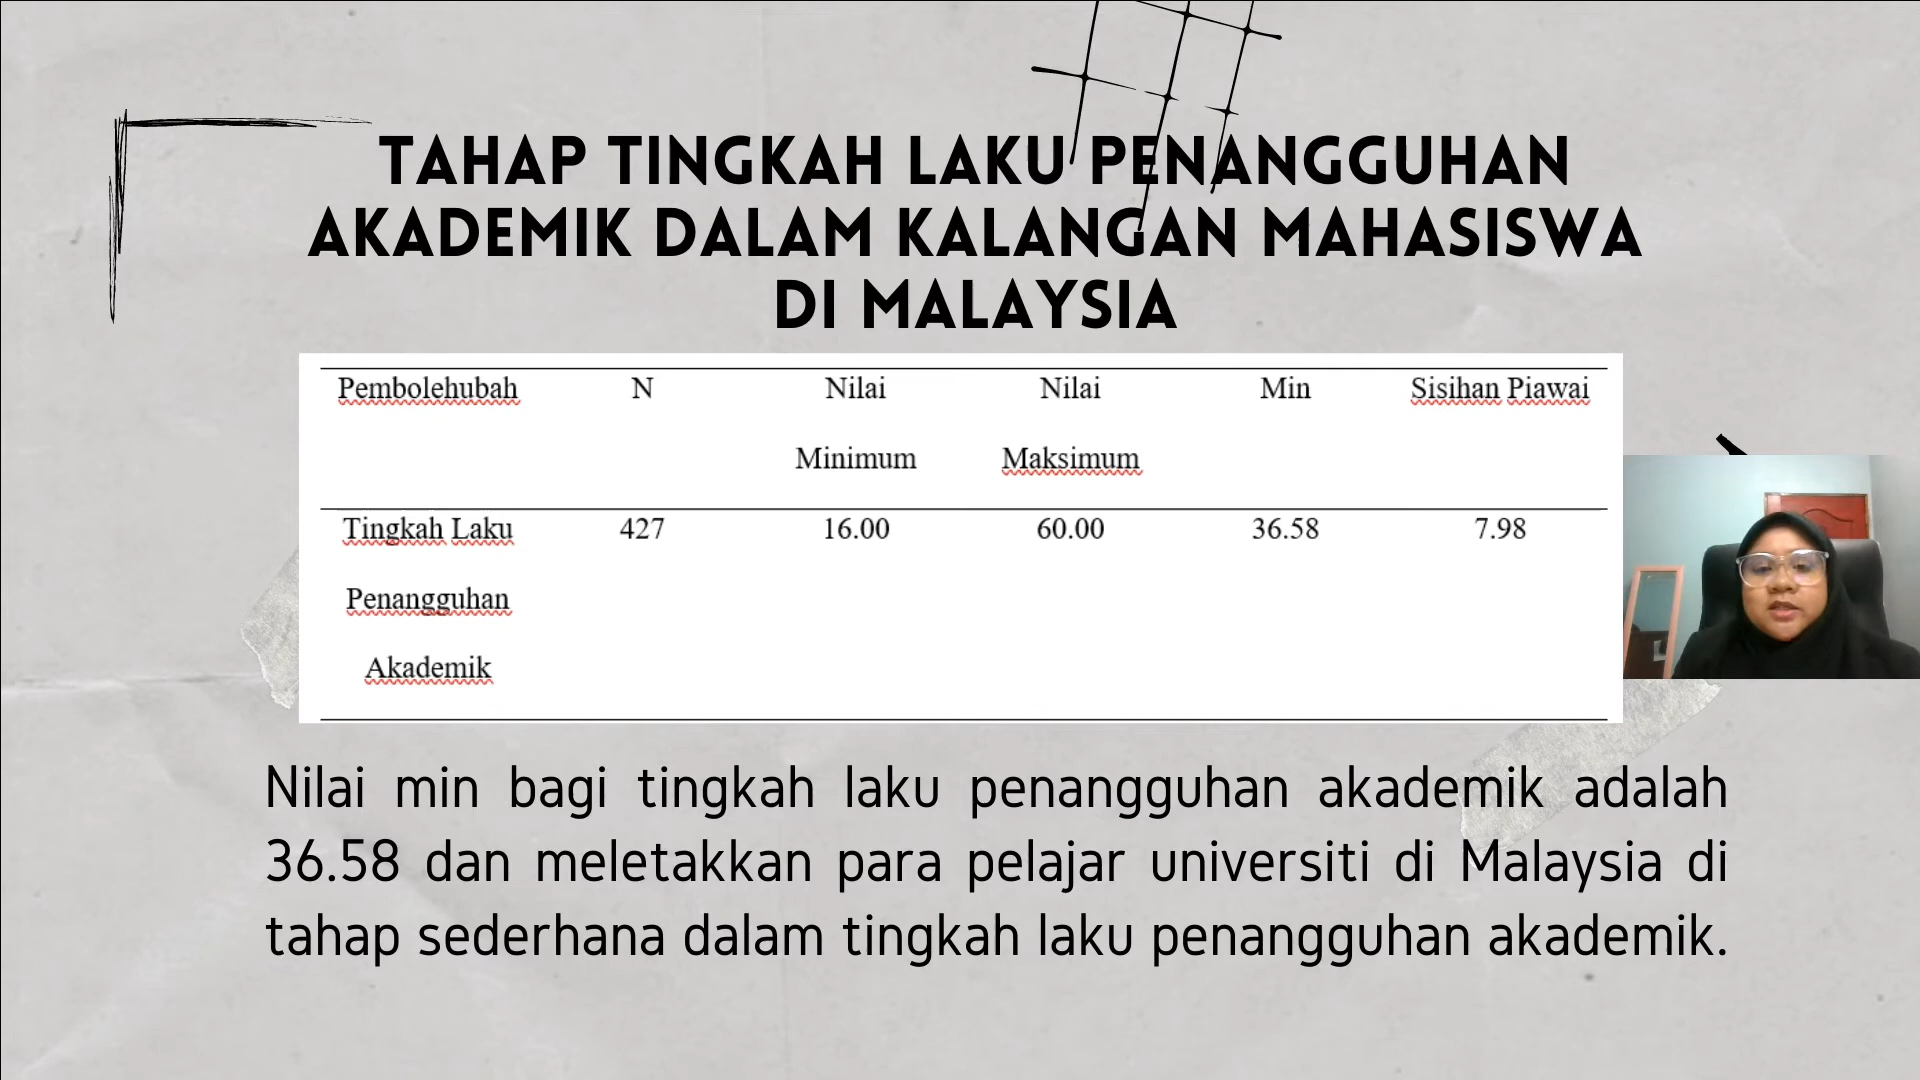 TAHAP TINGKAH LAKU PENANGGUHAN
AKADEMIK DALAM KALANGAN MAHASISWA
DI MALAYSIA
Pembolehubah N Nilai Nilai Min Sisihan Piawai
Minimum Maksimum
Tingkah Laku 427 16.00 60.00 36.58 7.98
Penangguhan
Akademik
Nilai min bagi tingkah laku penangguhan akademik adalah
36.58 dan meletakkan para pelajar universiti di Malaysia di
tahap sederhana dalam tingkah laku penangguhan akademik.